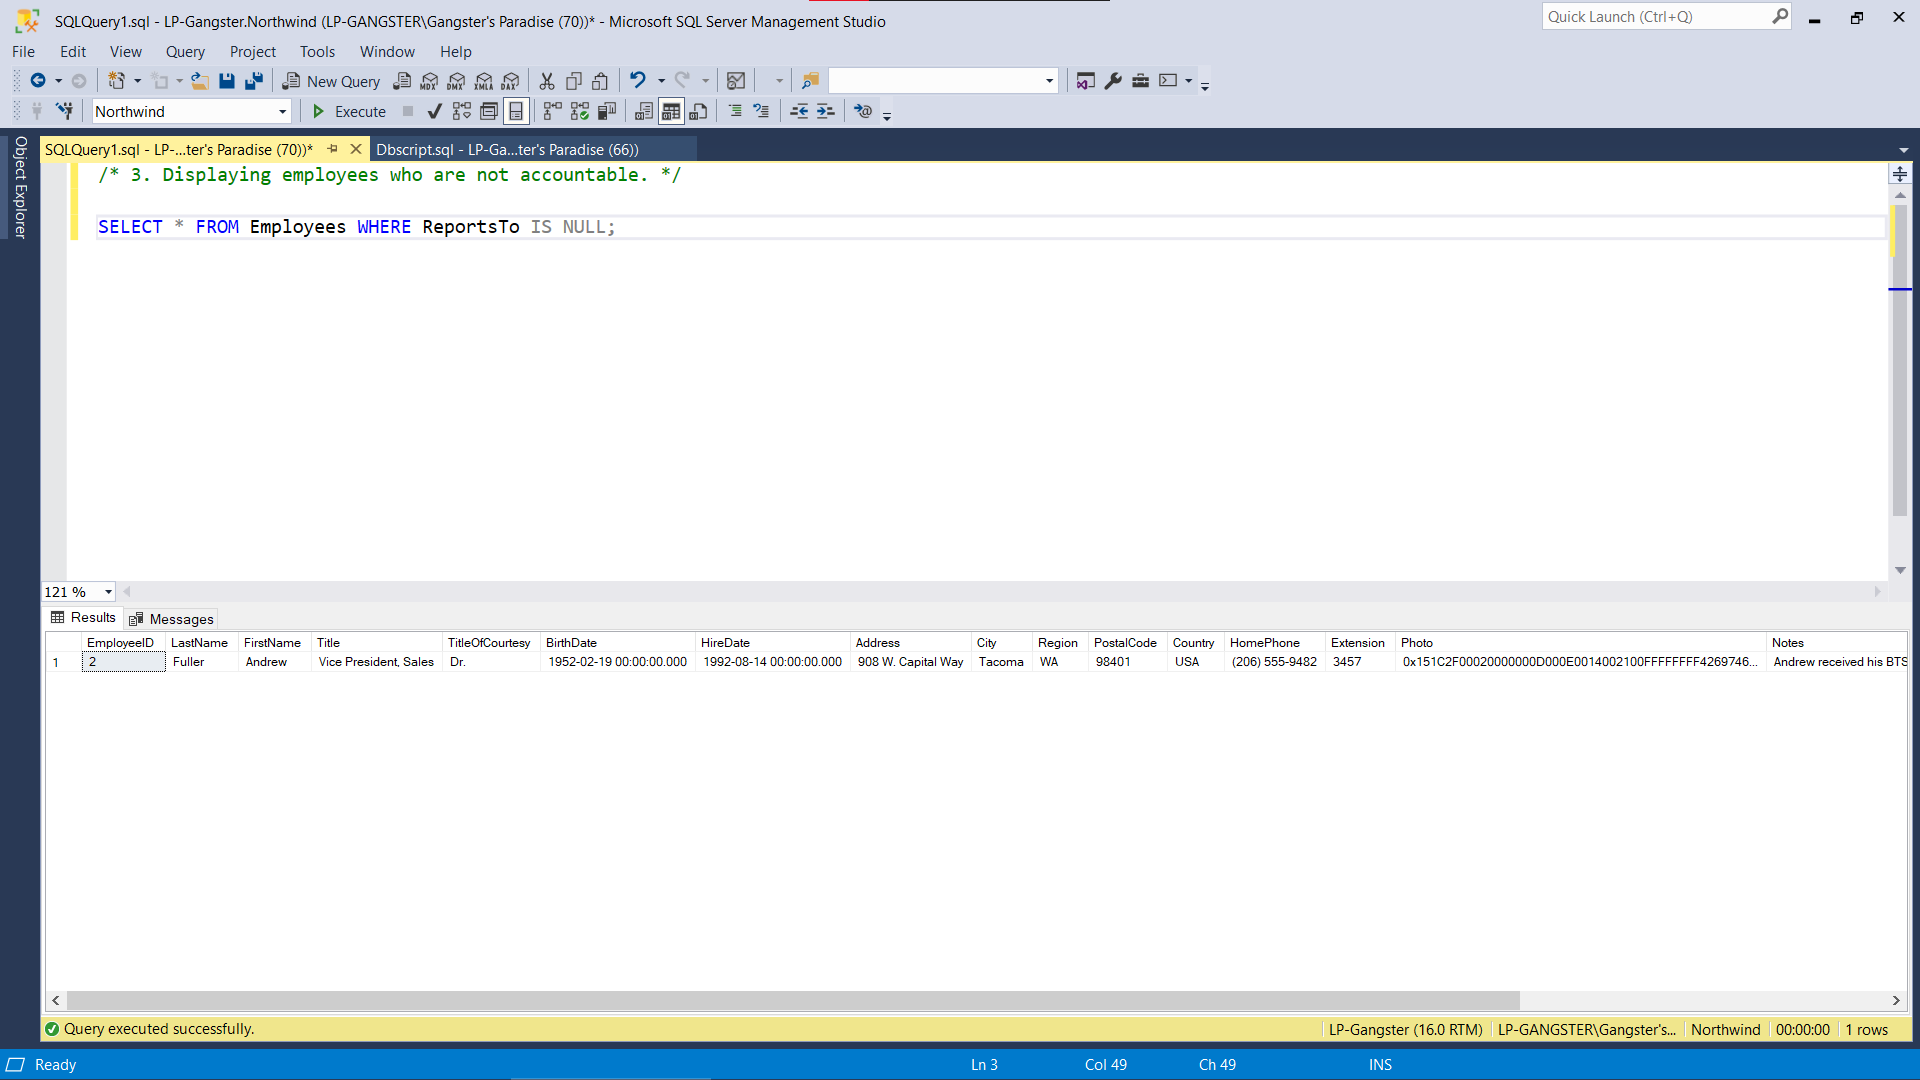 SQLQuery1.sql - LP-Gangster.Northwind (LP-GANGSTER\Gangster's Paradise (70))* - Microsoft SQL Server Management Studio
Quick Launch (Ctrl+Q)
File Edit View Query Project Tools Window Help
New Query MDX DMX XMLA DAX
Northwind Execute
Object Explorer
SQLQuery1.sql - LP-...ter's Paradise (70))* Dbscript.sql - LP-Ga...ter's Paradise (66))
/* 3. Displaying employees who are not accountable. */
SELECT * FROM Employees WHERE ReportsTo IS NULL;
121 %
Results Messages
EmployeeID LastName FirstName Title TitleOfCourtesy BirthDate HireDate Address City Region PostalCode Country HomePhone Extension Photo Notes
1 2 Fuller Andrew Vice President, Sales Dr. 1952-02-19 00:00:00.000 1992-08-14 00:00:00.000 908 W. Capital Way Tacoma WA 98401 USA (206) 555-9482 3457 0x151C2F00020000000D000E0014002100FFFFFFFF4269746... Andrew received his BTS
Query executed successfully. LP-Gangster (16.0 RTM) LP-GANGSTER\Gangster's... Northwind 00:00:00 1 rows
Ready Ln 3 Col 49 Ch 49 INS